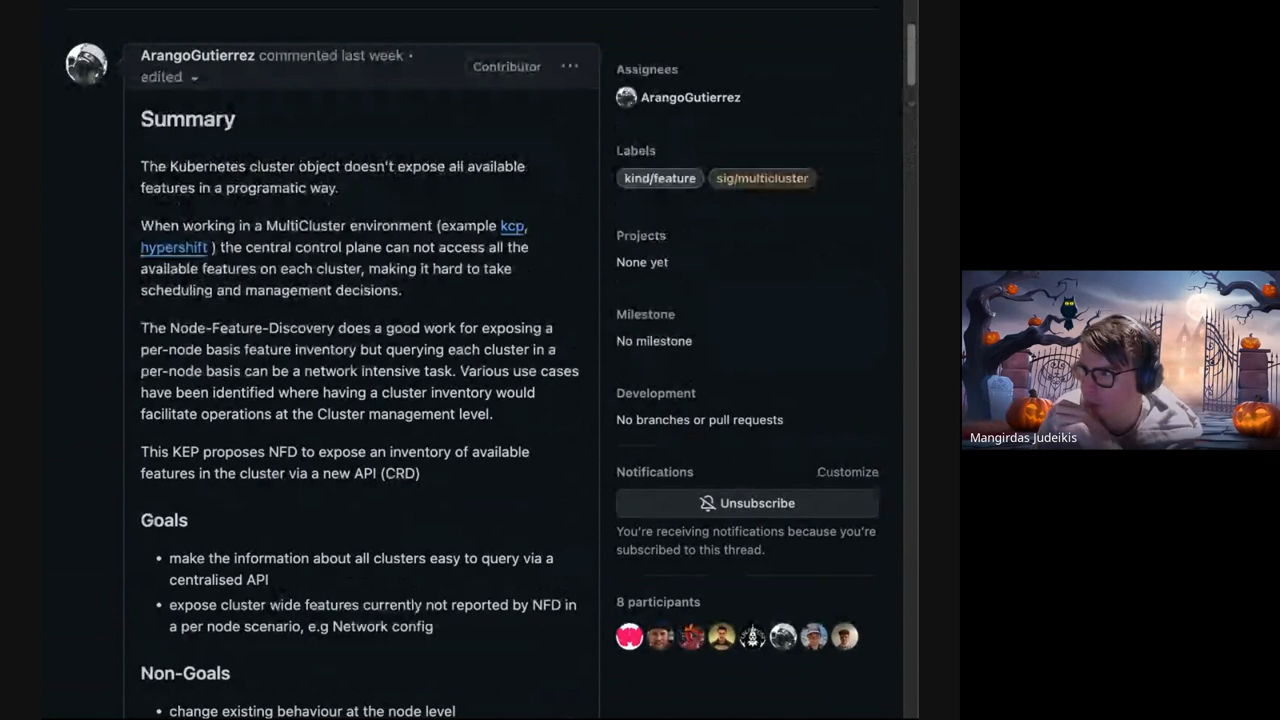 ArangoGutierrez commented last week •
edited
Contributor
Summary
The Kubernetes cluster object doesn't expose all available
features in a programatic way.
When working in a MultiCluster environment (example kcp,
hypershift ) the central control plane can not access all the
available features on each cluster, making it hard to take
scheduling and management decisions.
The Node-Feature-Discovery does a good work for exposing a
per-node basis feature inventory but querying each cluster in a
per-node basis can be a network intensive task. Various use cases
have been identified where having a cluster inventory would
facilitate operations at the Cluster management level.
This KEP proposes NFD to expose an inventory of available
features in the cluster via a new API (CRD)
Goals
• make the information about all clusters easy to query via a
centralised API
• expose cluster wide features currently not reported by NFD in
a per node scenario, e.g Network config
Non-Goals
• change existing behaviour at the node level
Assignees
ArangoGutierrez
Labels
kind/feature sig/multicluster
Projects
None yet
Milestone
No milestone
Development
No branches or pull requests
Notifications
Customize
Unsubscribe
You're receiving notifications because you're
subscribed to this thread.
8 participants
Mangirdas Judeikis